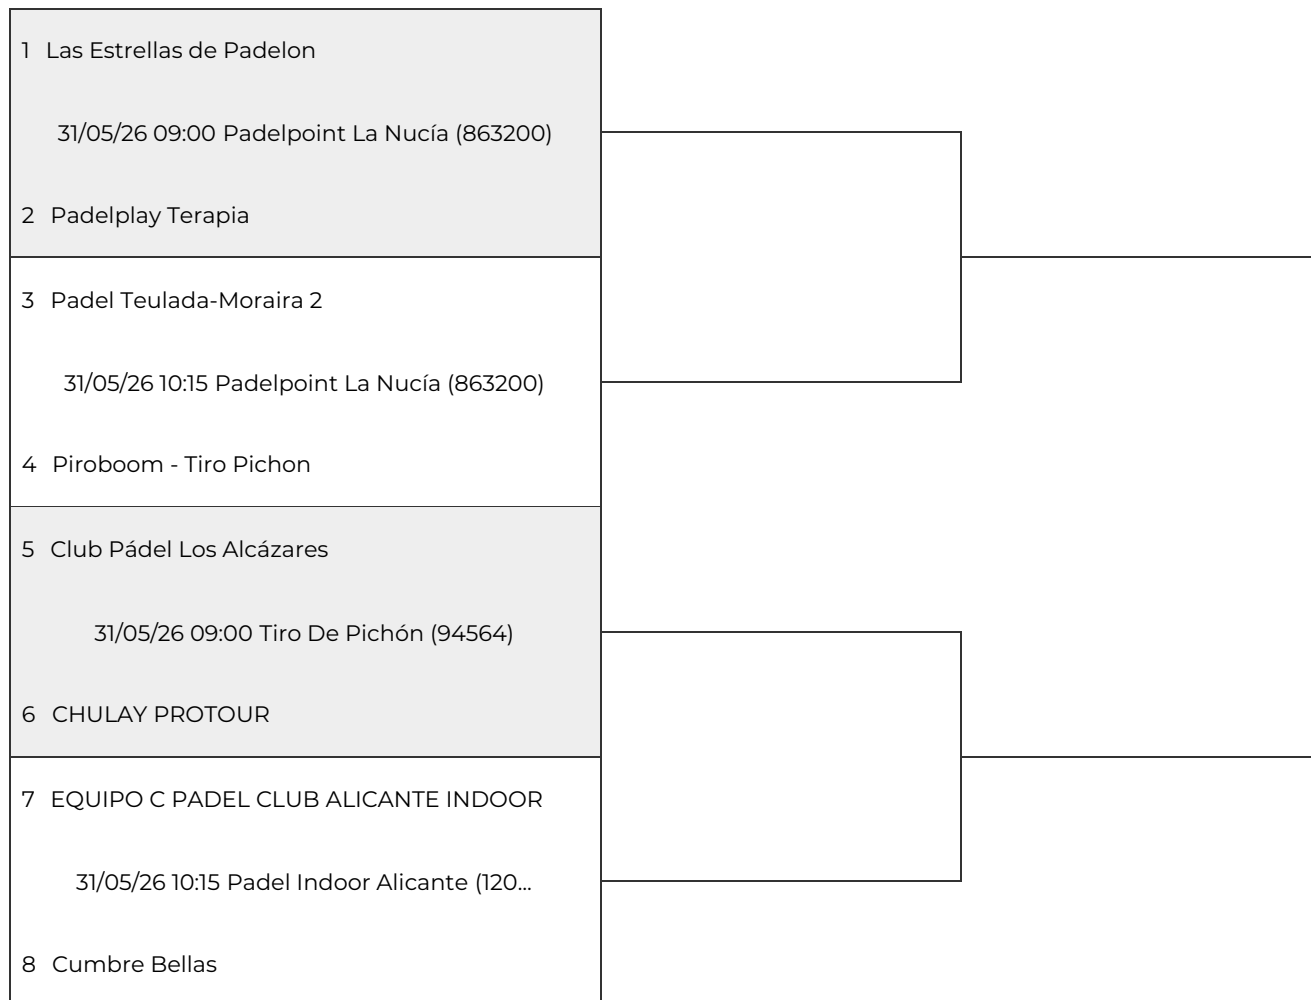 1 Las Estrellas de Padelon
31/05/26 09:00 Padelpoint La Nucía (863200)
2 Padelplay Terapia
3 Padel Teulada-Moraira 2
31/05/26 10:15 Padelpoint La Nucía (863200)
4 Piroboom - Tiro Pichon
5 Club Pádel Los Alcázares
31/05/26 09:00 Tiro De Pichón (94564)
6 CHULAY PROTOUR
7 EQUIPO C PADEL CLUB ALICANTE INDOOR
31/05/26 10:15 Padel Indoor Alicante (120...
8 Cumbre Bellas